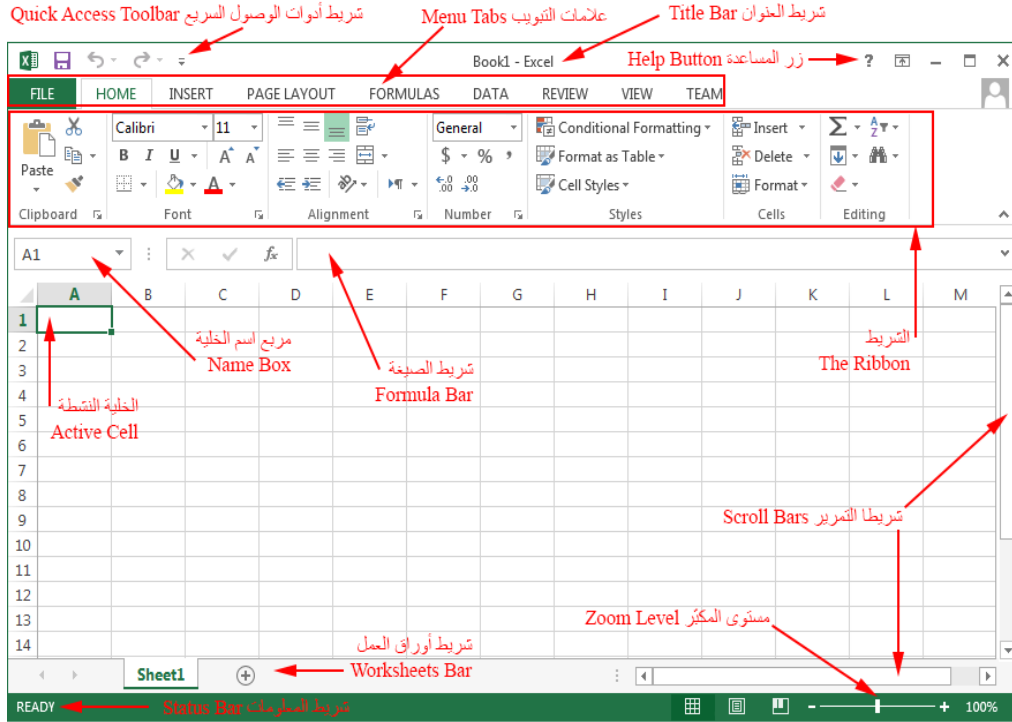 Quick Access Toolbar شريط أدوات الوصول السريع
Menu Tabs علامات التبويب
Title Bar شريط العنوان
Book1 - Excel
Help Button زر المساعدة
?
FILE HOME INSERT PAGE LAYOUT FORMULAS DATA REVIEW VIEW TEAM
Paste
Clipboard
Calibri 11
B I U A A
A
Font
Alignment
General
$ % ,
.0 .00
.00 .0
Number
Conditional Formatting
Format as Table
Cell Styles
Styles
Insert
Delete
Format
Cells
Σ A Z
Editing
A1 fx
A B C D E F G H I J K L M
1
2
3
4
5
6
7
8
9
10
11
12
13
14
مربع اسم الخلية
Name Box
شريط الصيغة
Formula Bar
الشريط
The Ribbon
الخلية النشطة
Active Cell
Scroll Bars شريطا التمرير
Zoom Level مستوى المكبّر
شريط أوراق العمل
Worksheets Bar
Sheet1
READY
Status Bar شريط المعلومات
- + 100%